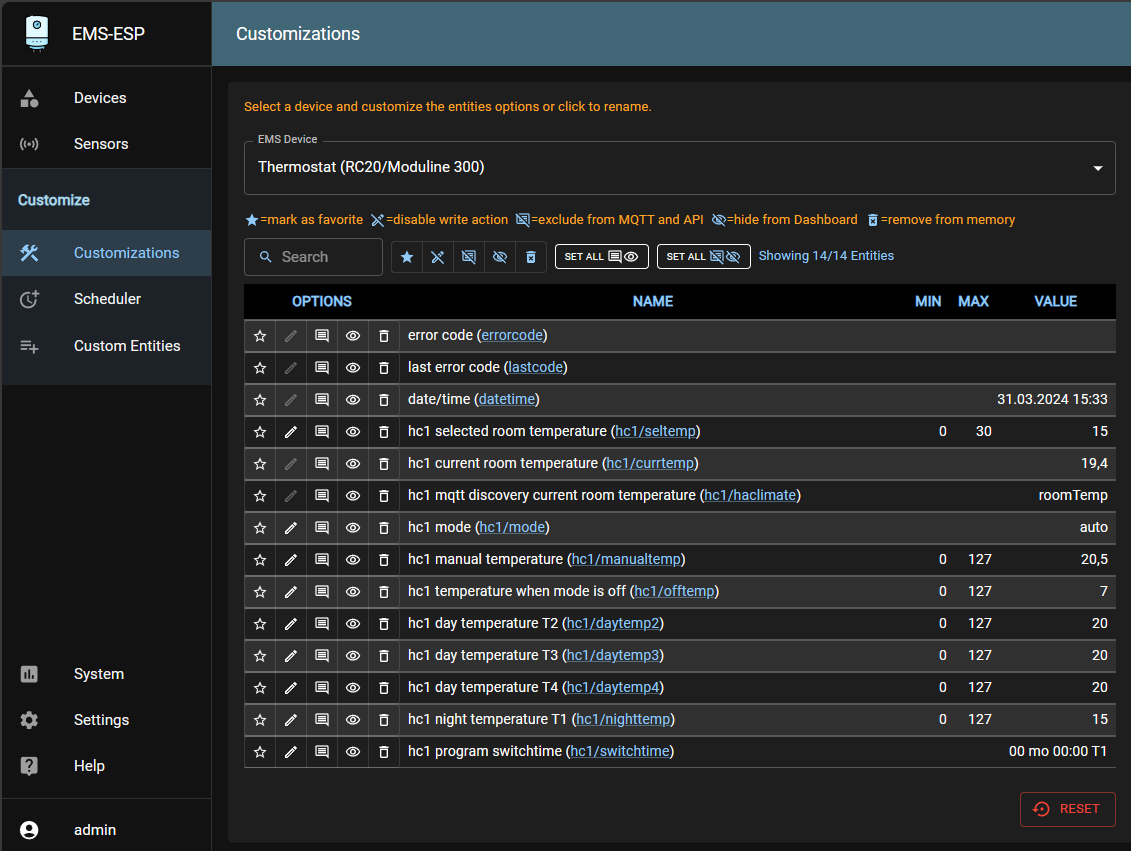 EMS-ESP
Customizations
Devices
Sensors
Customize
Customizations
Scheduler
Custom Entities
System
Settings
Help
admin
Select a device and customize the entities options or click to rename.
EMS Device
Thermostat (RC20/Moduline 300)
=mark as favorite =disable write action =exclude from MQTT and API =hide from Dashboard =remove from memory
Search SET ALL SET ALL Showing 14/14 Entities
OPTIONS NAME MIN MAX VALUE
error code (errorcode)
last error code (lastcode)
date/time (datetime) 31.03.2024 15:33
hc1 selected room temperature (hc1/seltemp) 0 30 15
hc1 current room temperature (hc1/currtemp) 19,4
hc1 mqtt discovery current room temperature (hc1/haclimate) roomTemp
hc1 mode (hc1/mode) auto
hc1 manual temperature (hc1/manualtemp) 0 127 20,5
hc1 temperature when mode is off (hc1/offtemp) 0 127 7
hc1 day temperature T2 (hc1/daytemp2) 0 127 20
hc1 day temperature T3 (hc1/daytemp3) 0 127 20
hc1 day temperature T4 (hc1/daytemp4) 0 127 20
hc1 night temperature T1 (hc1/nighttemp) 0 127 15
hc1 program switchtime (hc1/switchtime) 00 mo 00:00 T1
RESET